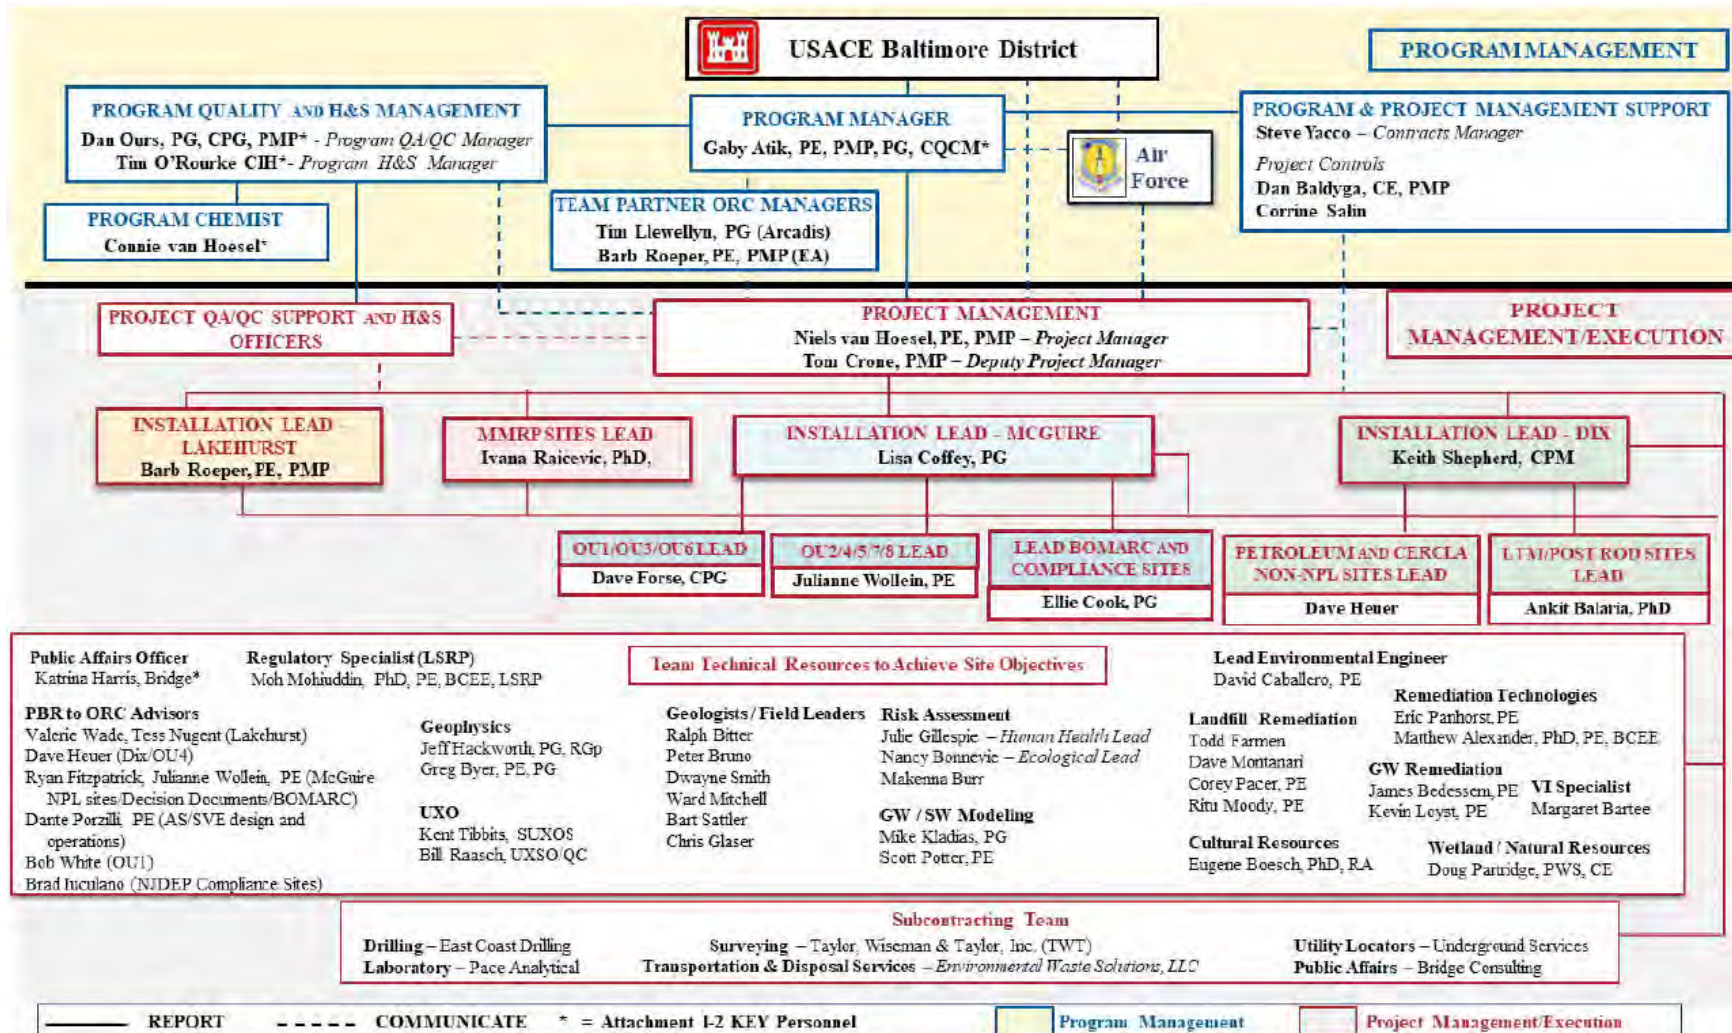 USACE Baltimore District
PROGRAM MANAGEMENT
PROGRAM QUALITY AND H&S MANAGEMENT
Dan Ours, PG, CPG, PMP* - Program QA/QC Manager
Tim O'Rourke CIH*- Program H&S Manager
PROGRAM MANAGER
Gaby Atik, PE, PMP, PG, CQCM*
Air
Force
PROGRAM & PROJECT MANAGEMENT SUPPORT
Steve Yacco – Contracts Manager
Project Controls
Dan Baldyga, CE, PMP
Corrine Salin
PROGRAM CHEMIST
Connie van Hoesel*
TEAM PARTNER ORC MANAGERS
Tim Llewellyn, PG (Arcadis)
Barb Roeper, PE, PMP (EA)
PROJECT QA/QC SUPPORT AND H&S
OFFICERS
PROJECT MANAGEMENT
Niels van Hoesel, PE, PMP – Project Manager
Tom Crone, PMP – Deputy Project Manager
PROJECT
MANAGEMENT/EXECUTION
INSTALLATION LEAD -
LAKEHURST
Barb Roeper, PE, PMP
MMRP SITES LEAD
Ivana Raicevic, PhD,
INSTALLATION LEAD - MCGUIRE
Lisa Coffey, PG
INSTALLATION LEAD - DIX
Keith Shepherd, CPM
OU1/OU3/OU6 LEAD
Dave Forse, CPG
OU2/4/5/7/8 LEAD
Julianne Wollein, PE
LEAD BOMARC AND
COMPLIANCE SITES
Ellie Cook, PG
PETROLEUM AND CERCLA
NON-NPL SITES LEAD
Dave Heuer
LTM/POST ROD SITES
LEAD
Ankit Balaria, PhD
Team Technical Resources to Achieve Site Objectives
Public Affairs Officer
Katrina Harris, Bridge*
Regulatory Specialist (LSRP)
Moh Mohiuddin, PhD, PE, BCEE, LSRP
PBR to ORC Advisors
Valerie Wade, Tess Nugent (Lakehurst)
Dave Heuer (Dix/OU4)
Ryan Fitzpatrick, Julianne Wollein, PE (McGuire
NPL sites/Decision Documents/BOMARC)
Dante Porzilli, PE (AS/SVE design and
operations)
Bob White (OU1)
Brad Iuculano (NJDEP Compliance Sites)
Geophysics
Jeff Hackworth, PG, RGp
Greg Byer, PE, PG
UXO
Kent Tibbits, SUXOS
Bill Raasch, UXSO/QC
Geologists / Field Leaders
Ralph Bitter
Peter Bruno
Dwayne Smith
Ward Mitchell
Bart Sattler
Chris Glaser
Risk Assessment
Julie Gillespie – Human Health Lead
Nancy Bonnevie – Ecological Lead
Makenna Burr
GW / SW Modeling
Mike Kladias, PG
Scott Potter, PE
Lead Environmental Engineer
David Caballero, PE
Landfill Remediation
Todd Farmen
Dave Montanari
Corey Pacer, PE
Ritu Moody, PE
Cultural Resources
Eugene Boesch, PhD, RA
Remediation Technologies
Eric Panhorst, PE
Matthew Alexander, PhD, PE, BCEE
GW Remediation
James Bedessem, PE
Kevin Loyst, PE
VI Specialist
Margaret Bartee
Wetland / Natural Resources
Doug Partridge, PWS, CE
Subcontracting Team
Drilling – East Coast Drilling
Laboratory – Pace Analytical
Surveying – Taylor, Wiseman & Taylor, Inc. (TWT)
Transportation & Disposal Services – Environmental Waste Solutions, LLC
Utility Locators – Underground Services
Public Affairs – Bridge Consulting
REPORT
COMMUNICATE
* = Attachment I-2 KEY Personnel
Program Management
Project Management/Execution